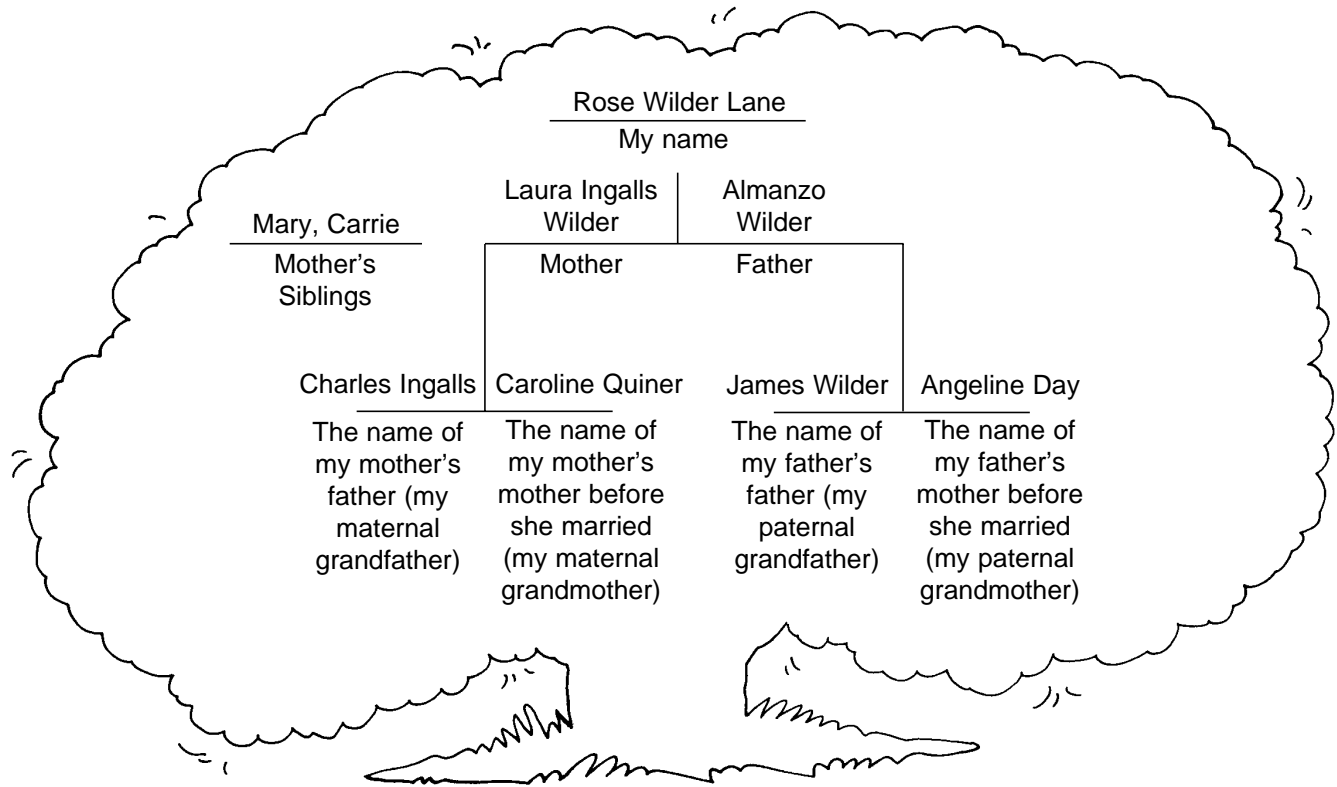 Rose Wilder Lane
My name
Laura Ingalls
Wilder
Almanzo
Wilder
Mary, Carrie
Mother's
Siblings
Mother
Father
Charles Ingalls
Caroline Quiner
James Wilder
Angeline Day
The name of
my mother's
father (my
maternal
grandfather)
The name of
my mother's
mother before
she married
(my maternal
grandmother)
The name of
my father's
father (my
paternal
grandfather)
The name of
my father's
mother before
she married
(my paternal
grandmother)